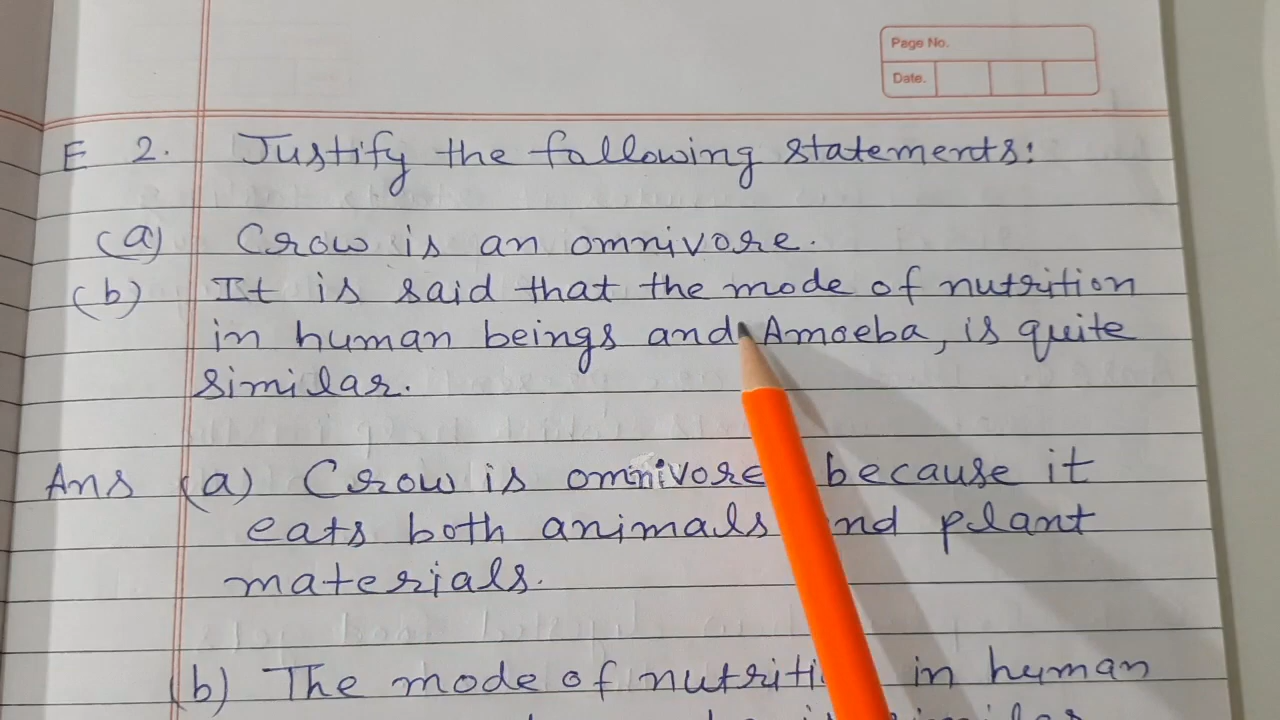 Page No.
Date.
E 2. Justify the following statements:
(a) Crow is an omnivore.
(b) It is said that the mode of nutrition
in human beings and Amoeba, is quite
similar.
Ans (a) Crow is omnivore because it
eats both animals and plant
materials.
(b) The mode of nutriti in human